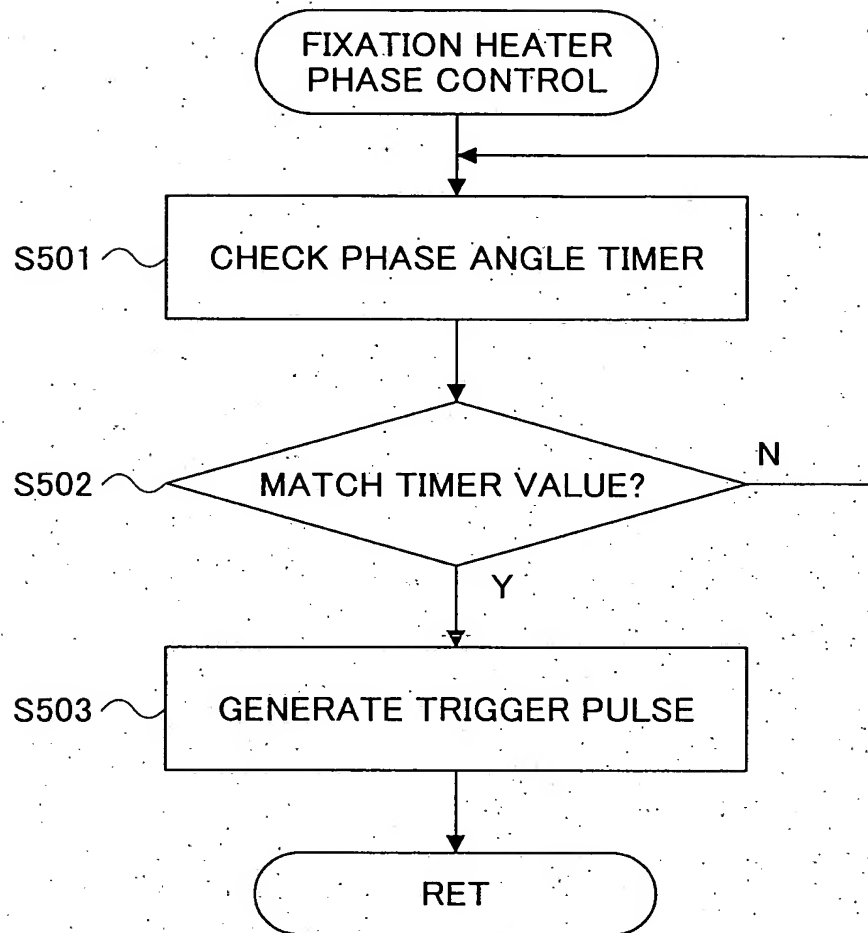 FIXATION HEATER
PHASE CONTROL
S501
CHECK PHASE ANGLE TIMER
S502
MATCH TIMER VALUE?
N
Y
S503
GENERATE TRIGGER PULSE
RET